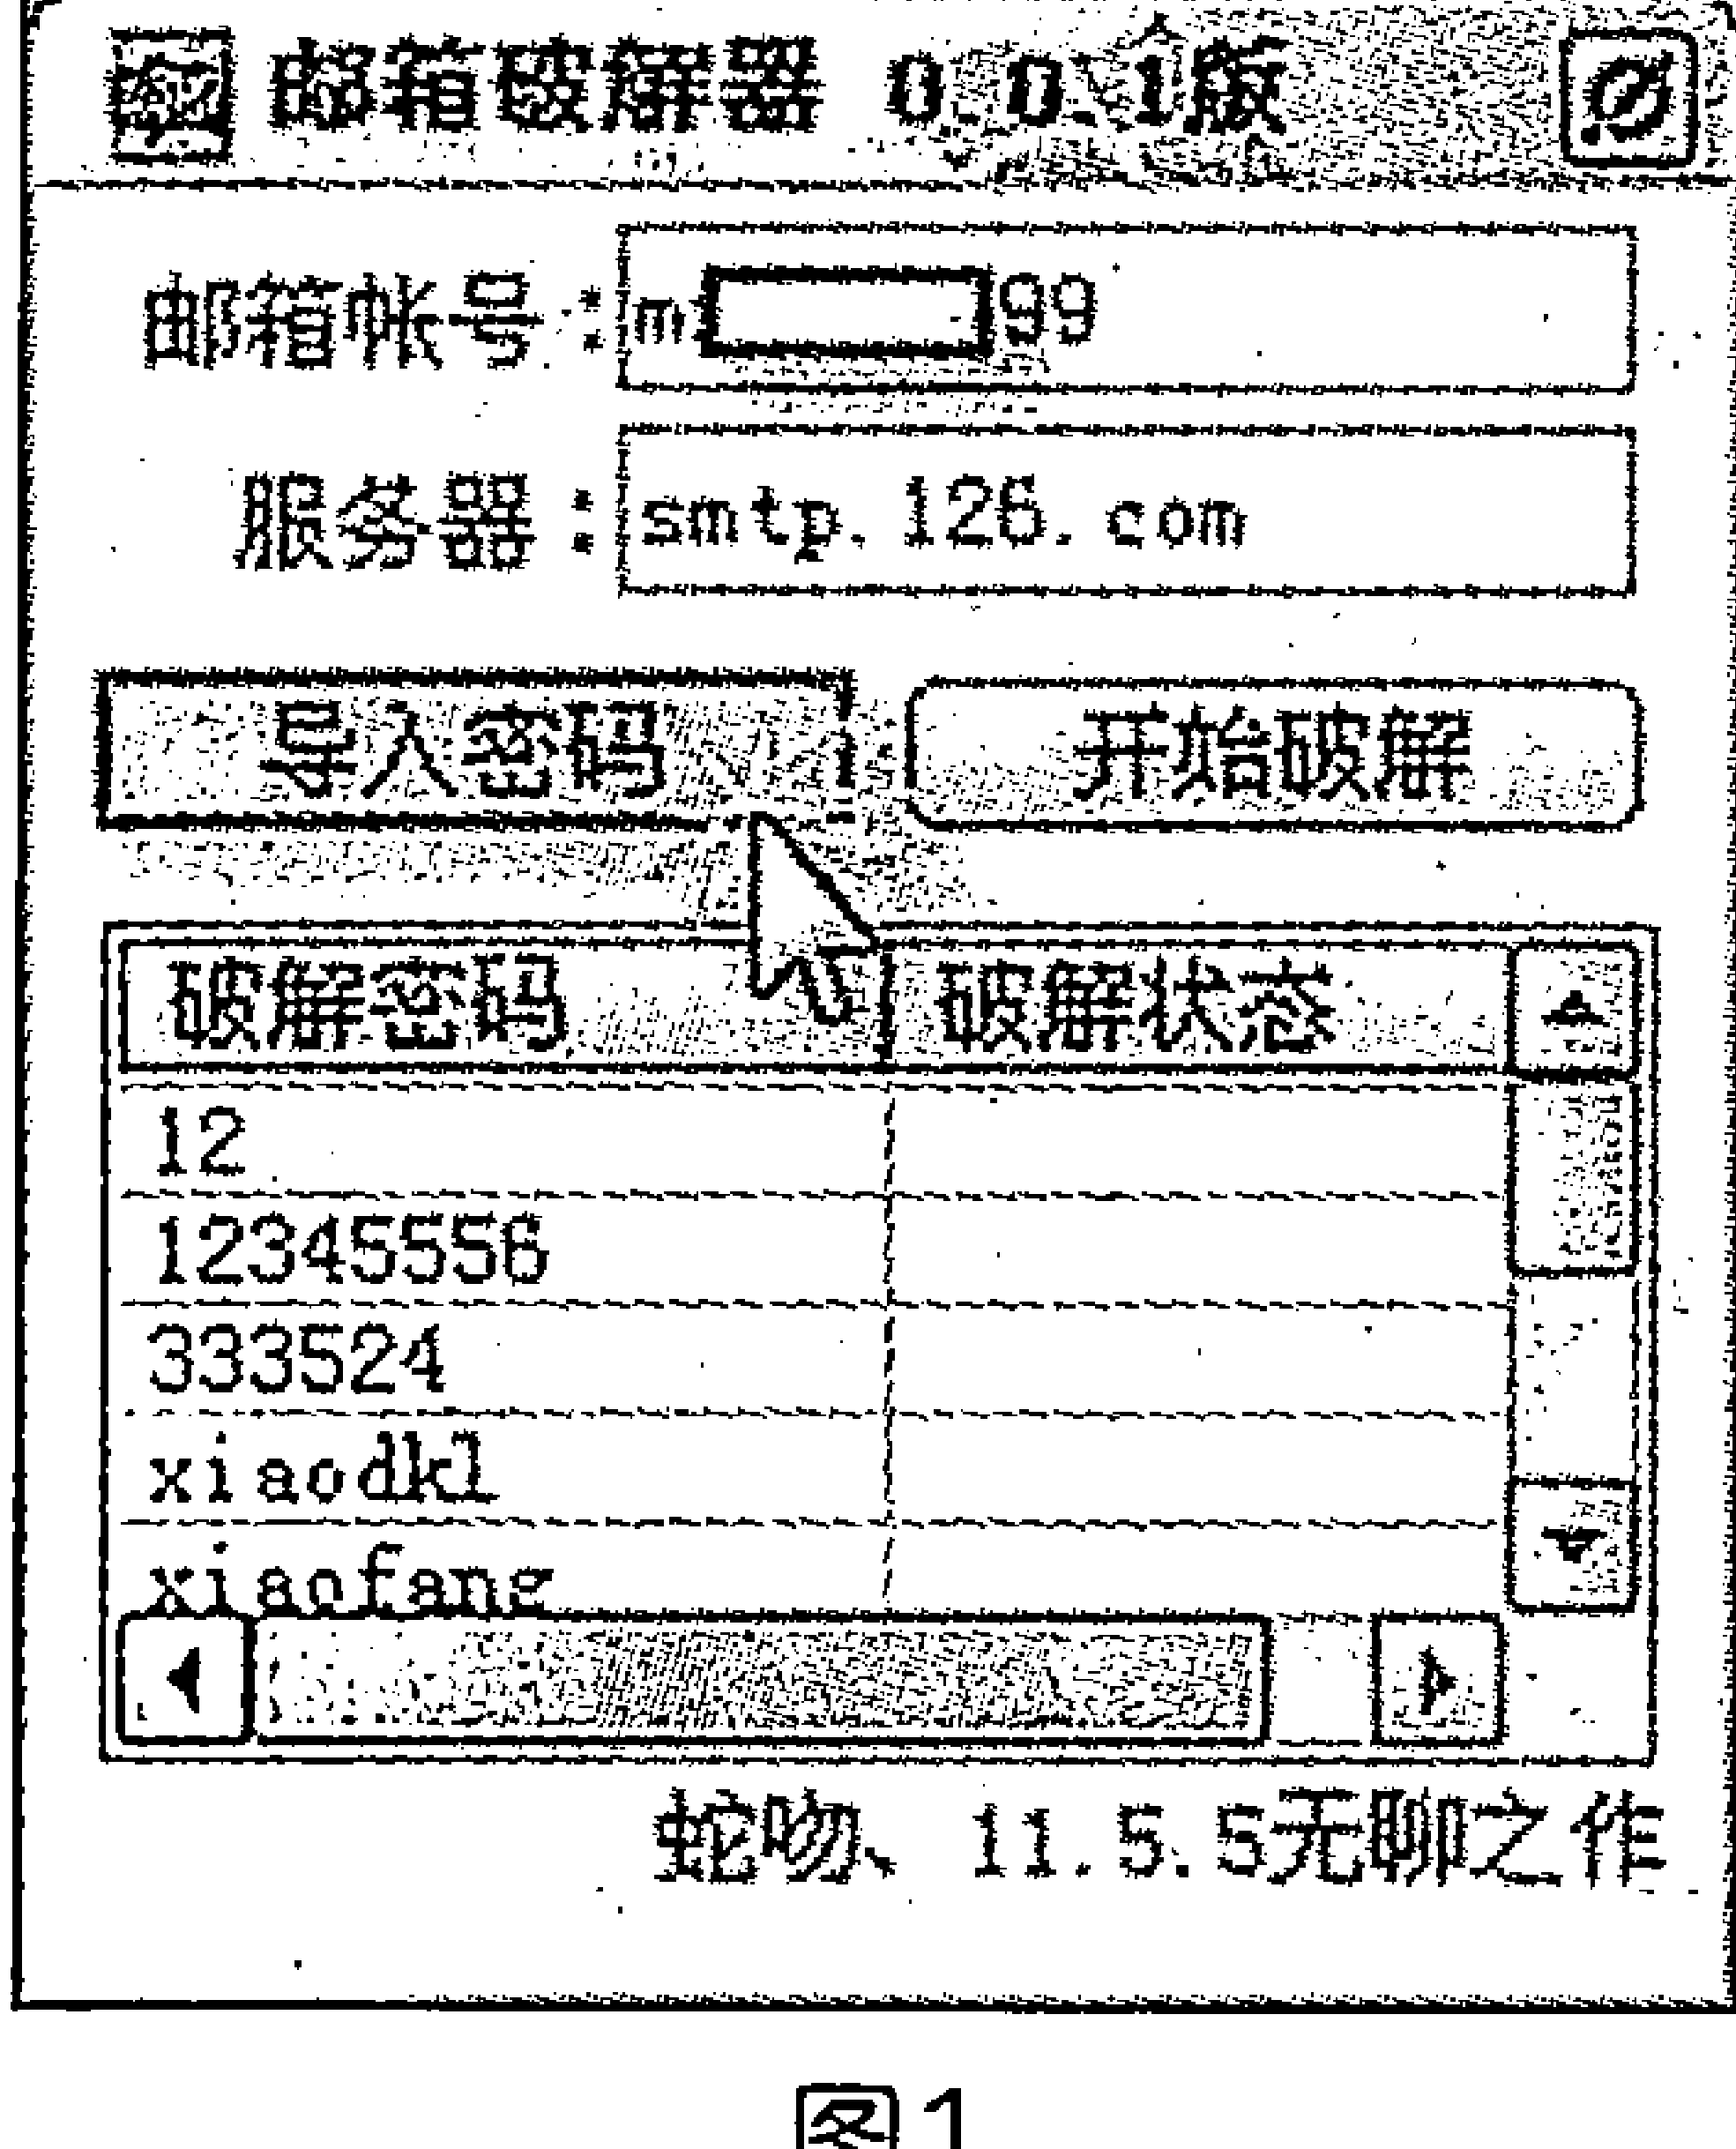 邮箱破解器 0.0.1版
邮箱帐号: m 99
服务器: smtp.126.com
导入密码 开始破解
破解密码 破解状态
12
12345556
333524
xiaodkl
xiaofang
蛇吻、11.5.5无聊之作
图1